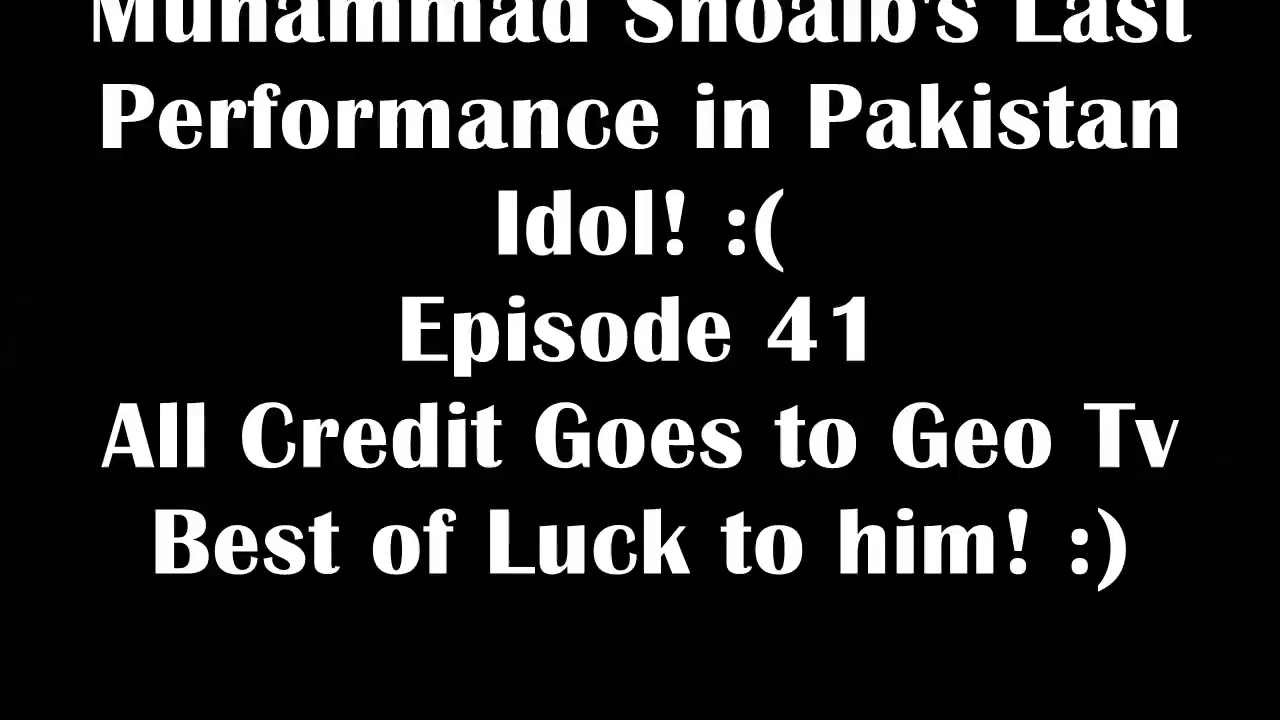 Muhammad Shoaib's Last
Performance in Pakistan
Idol! :(
Episode 41
All Credit Goes to Geo Tv
Best of Luck to him! :)